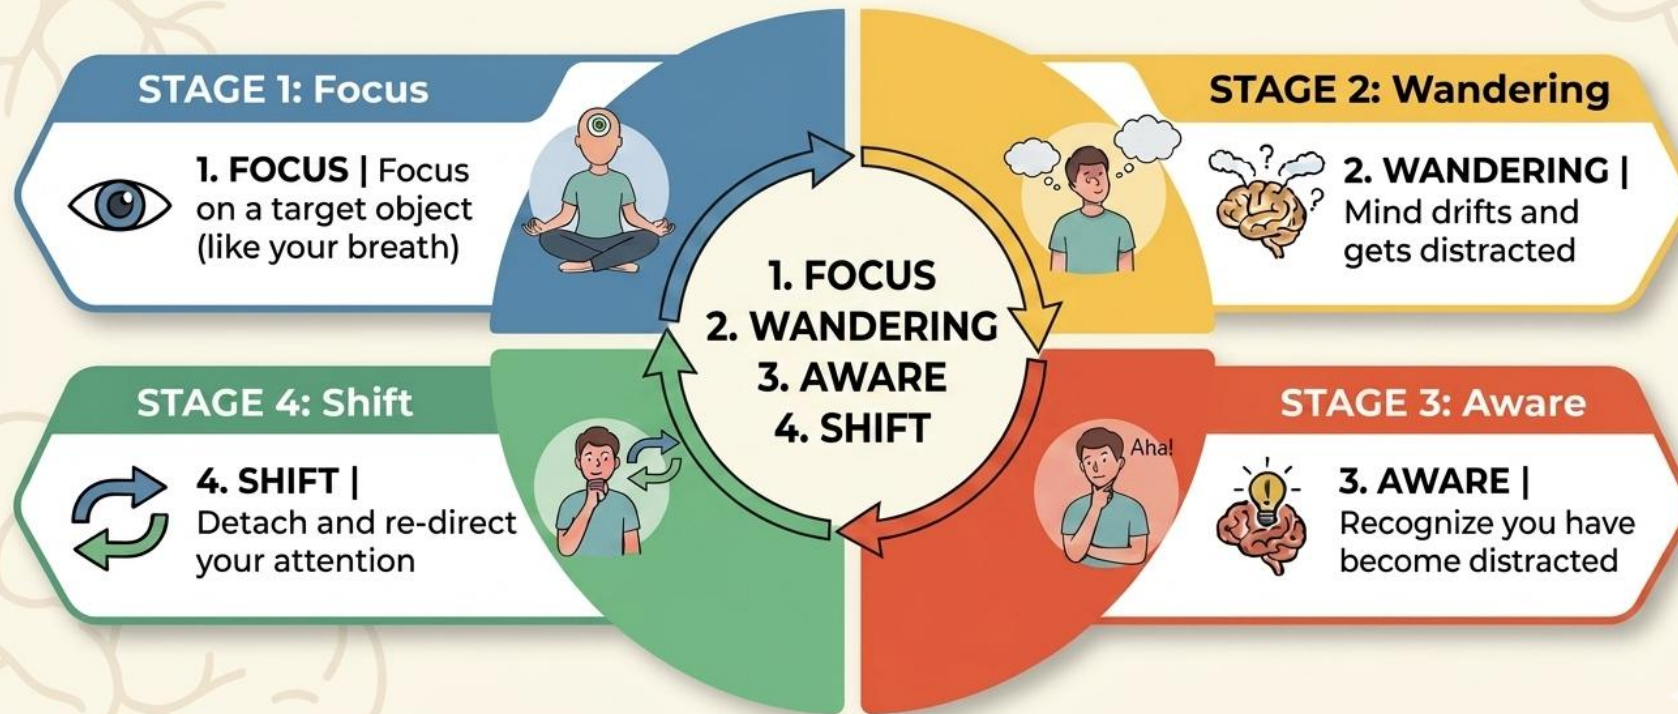 STAGE 1: Focus
1. FOCUS | Focus
on a target object
(like your breath)
STAGE 2: Wandering
2. WANDERING |
Mind drifts and
gets distracted
?
?
?
1. FOCUS
2. WANDERING
3. AWARE
4. SHIFT
STAGE 4: Shift
4. SHIFT |
Detach and re-direct
your attention
STAGE 3: Aware
Aha!
!
3. AWARE |
Recognize you have
become distracted